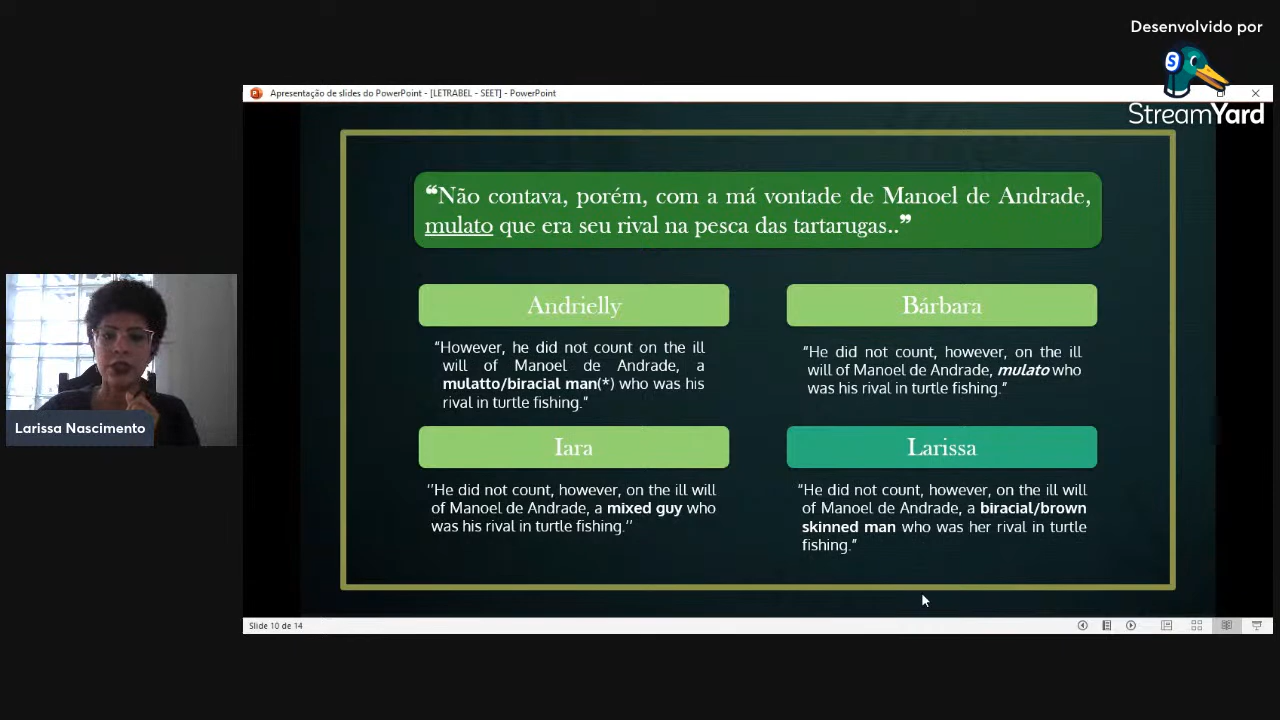 Desenvolvido por
StreamYard
Apresentação de slides do PowerPoint - [LETRABEL - SEET] - PowerPoint
❝Não contava, porém, com a má vontade de Manoel de Andrade,
mulato que era seu rival na pesca das tartarugas..❞
Andrielly
“However, he did not count on the ill
will of Manoel de Andrade, a
mulatto/biracial man(*) who was his
rival in turtle fishing.”
Bárbara
“He did not count, however, on the ill
will of Manoel de Andrade, mulato who
was his rival in turtle fishing.”
Iara
‘’He did not count, however, on the ill will
of Manoel de Andrade, a mixed guy who
was his rival in turtle fishing.’’
Larissa
“He did not count, however, on the ill will
of Manoel de Andrade, a biracial/brown
skinned man who was her rival in turtle
fishing.”
Larissa Nascimento
Slide 10 de 14